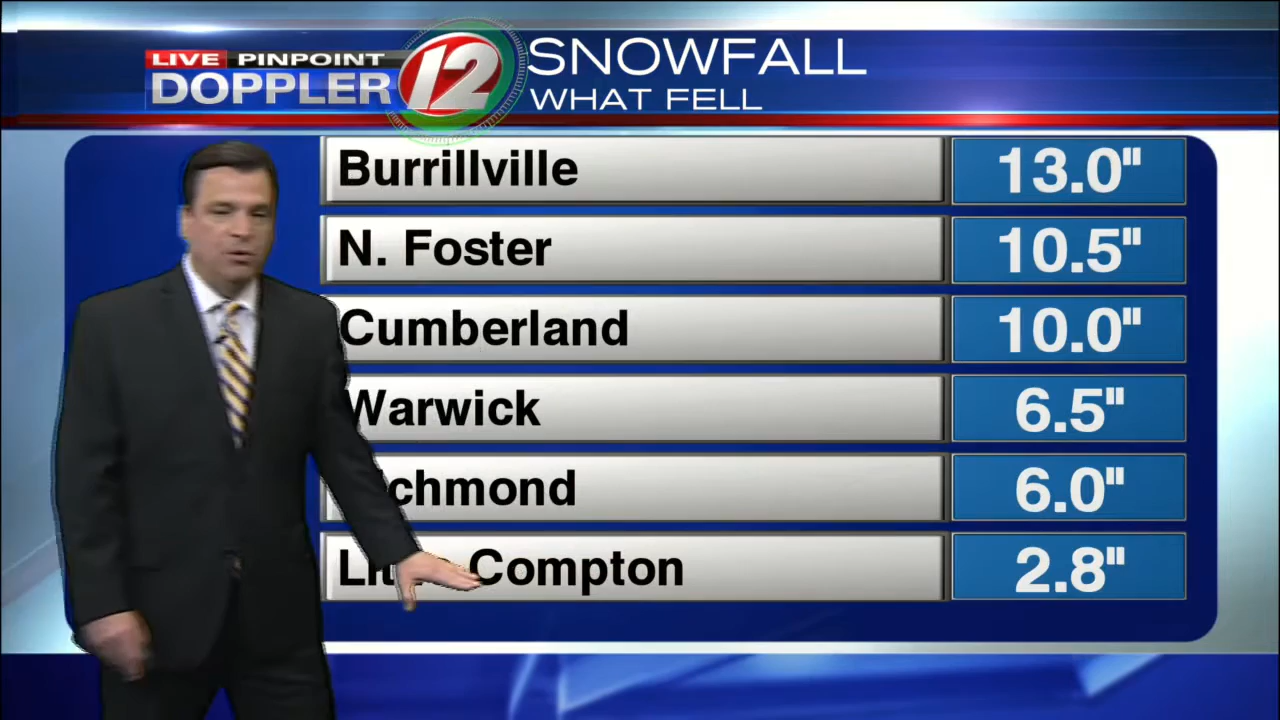 LIVE PINPOINT
DOPPLER 12
SNOWFALL
WHAT FELL
Burrillville 13.0"
N. Foster 10.5"
Cumberland 10.0"
Warwick 6.5"
6.0"
Compton 2.8"